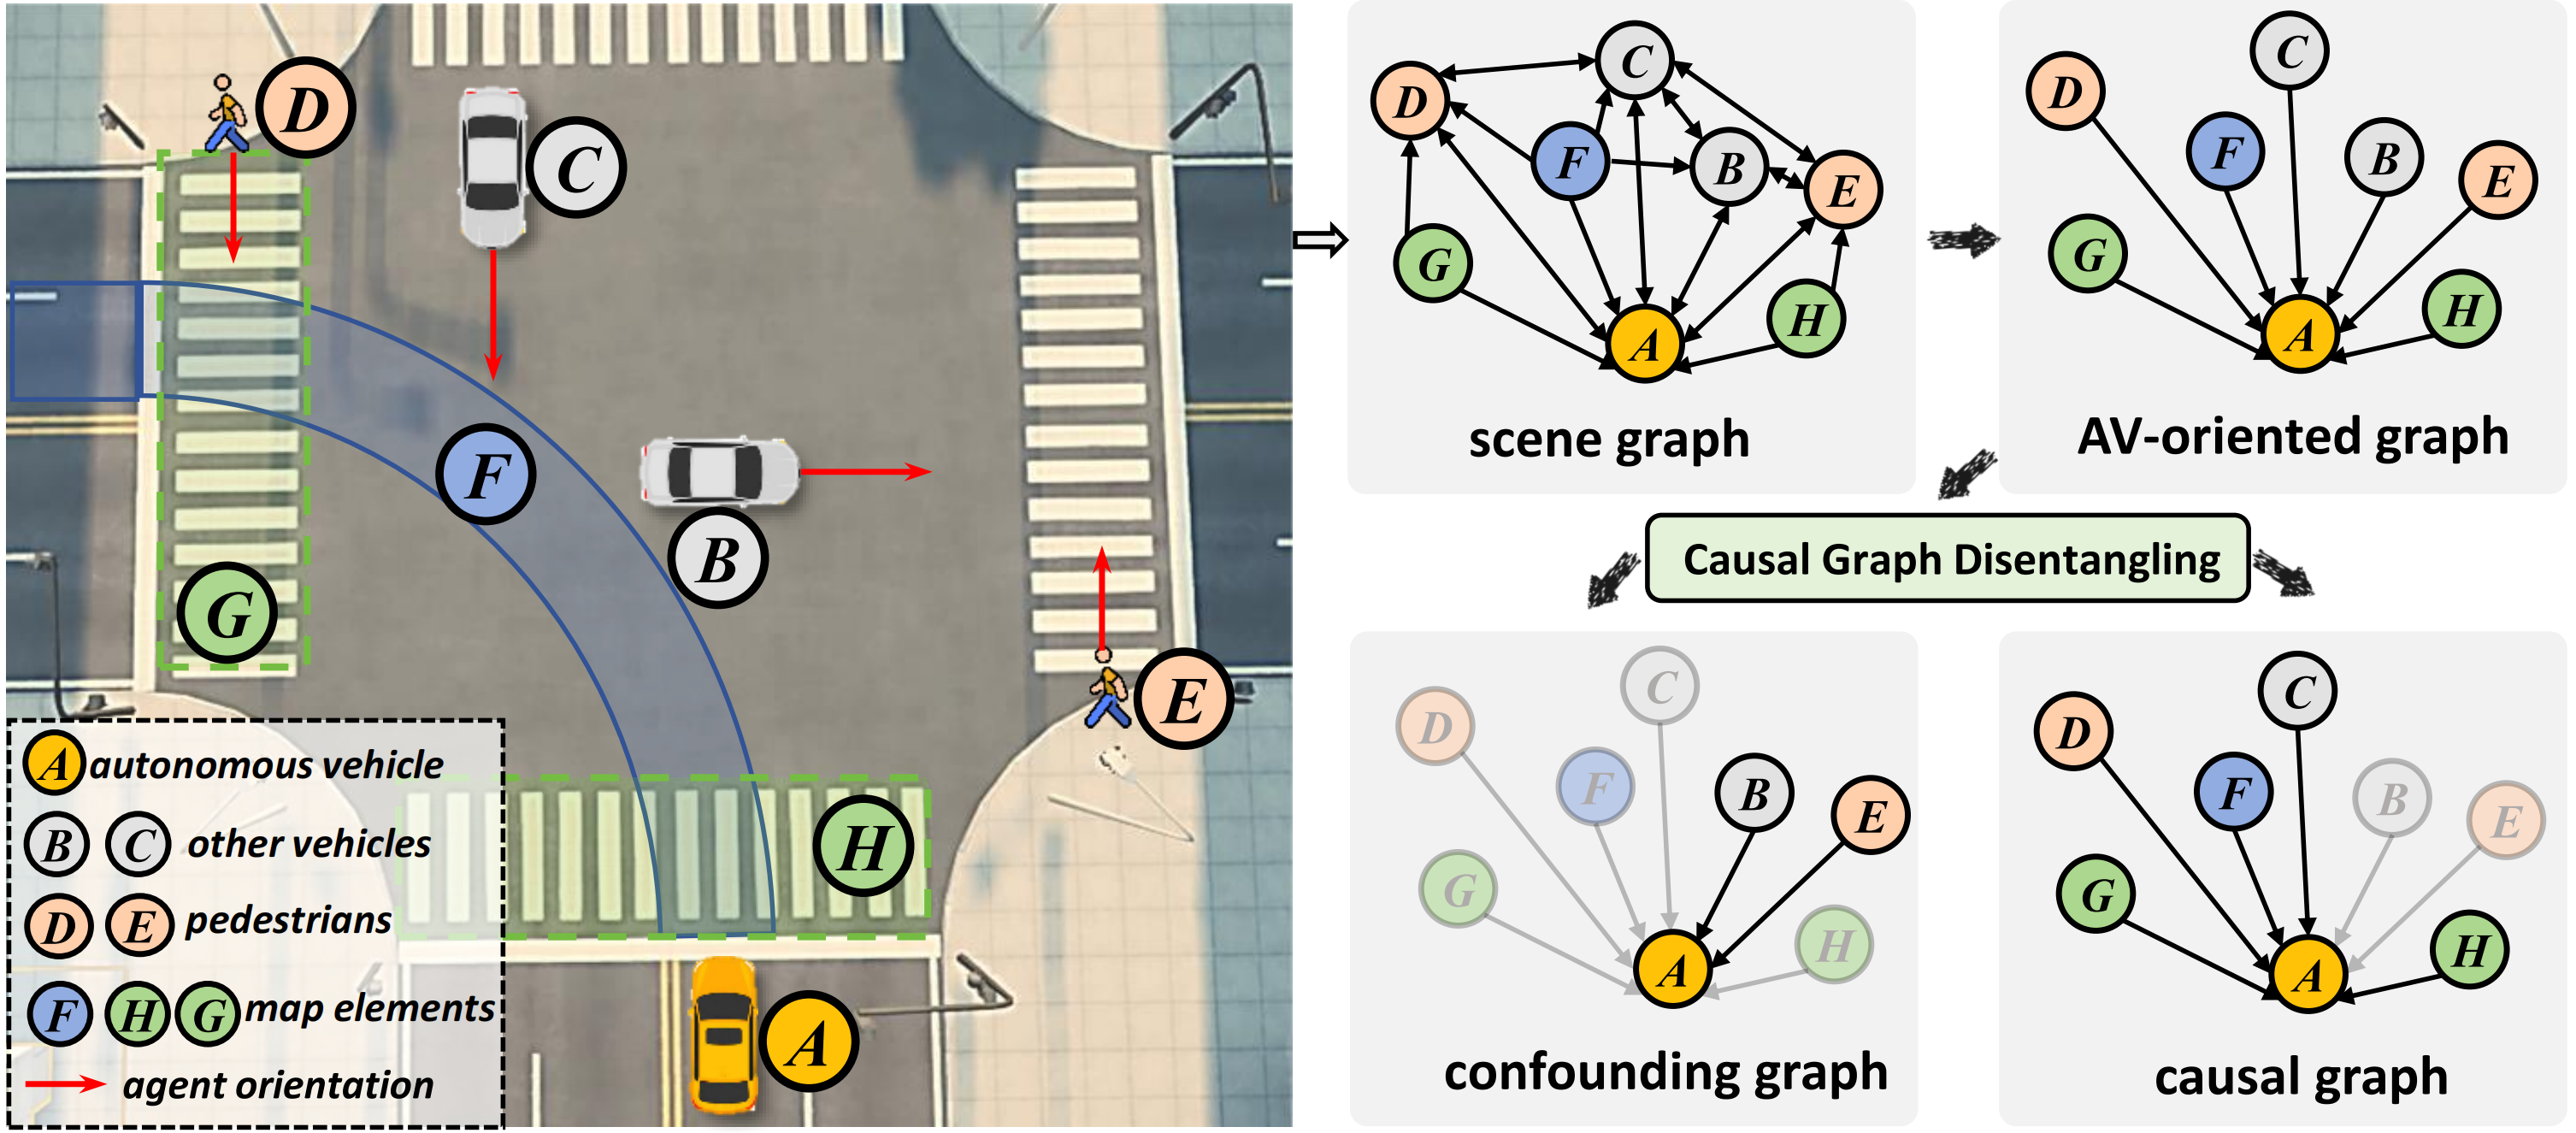 D
C
F
B
G
E
H
A
A autonomous vehicle
B C other vehicles
D E pedestrians
F H G map elements
agent orientation
C
D
F
B
E
G
H
A
scene graph
C
D
F
B
E
G
H
A
AV-oriented graph
Causal Graph Disentangling
C
D
F
B
E
G
H
A
confounding graph
C
D
F
B
E
G
H
A
causal graph